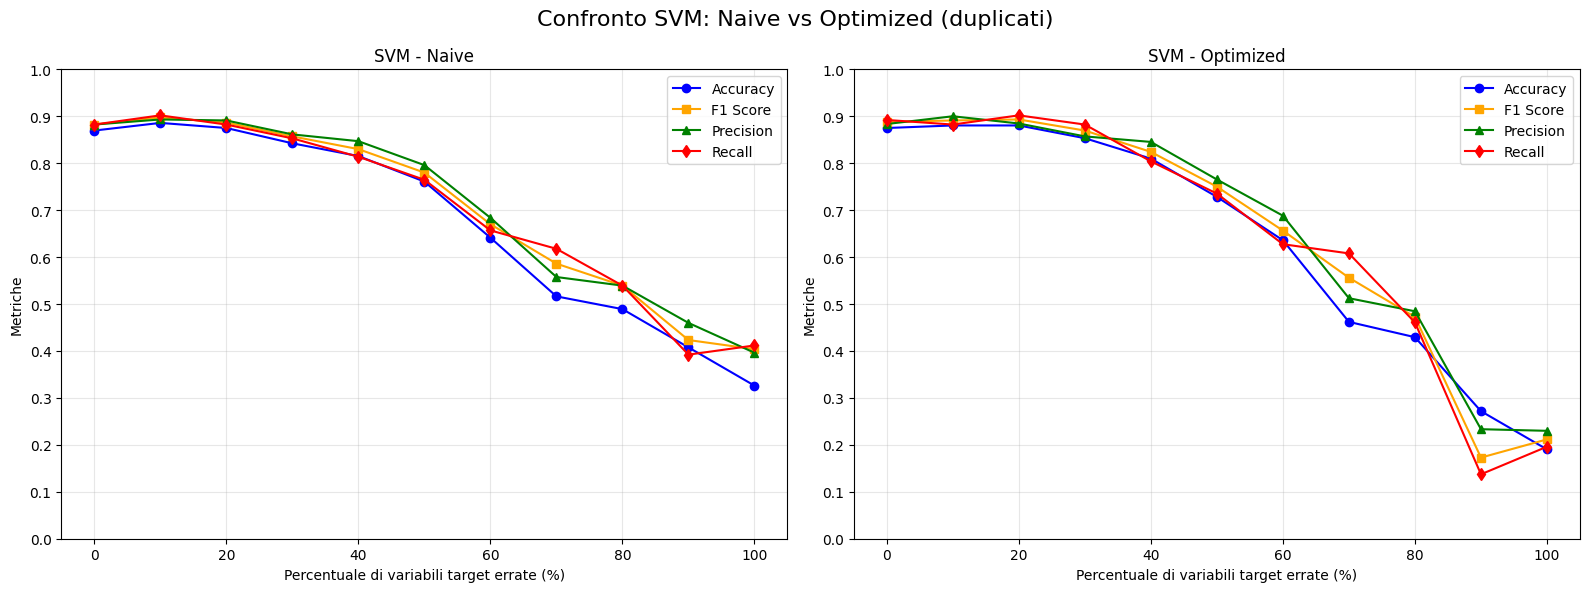 Confronto SVM: Naive vs Optimized (duplicati)
SVM - Naive
1.0
0.9
0.8
0.7
0.6
0.5
0.4
0.3
0.2
0.1
0.0
Metriche
0 20 40 60 80 100
Percentuale di variabili target errate (%)
Accuracy
F1 Score
Precision
Recall
SVM - Optimized
1.0
0.9
0.8
0.7
0.6
0.5
0.4
0.3
0.2
0.1
0.0
Metriche
0 20 40 60 80 100
Percentuale di variabili target errate (%)
Accuracy
F1 Score
Precision
Recall